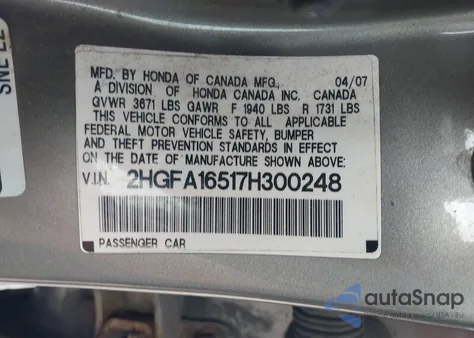 SNE LL
MFD. BY HONDA OF CANADA MFG., 04/07
A DIVISION OF HONDA CANADA INC. CANADA
GVWR 3671 LBS GAWR F 1940 LBS R 1731 LBS
THIS VEHICLE CONFORMS TO ALL APPLICABLE
FEDERAL MOTOR VEHICLE SAFETY, BUMPER
AND THEFT PREVENTION STANDARDS IN EFFECT
ON THE DATE OF MANUFACTURE SHOWN ABOVE:
V.I.N. 2HGFA16517H300248
PASSENGER CAR
autoSnap